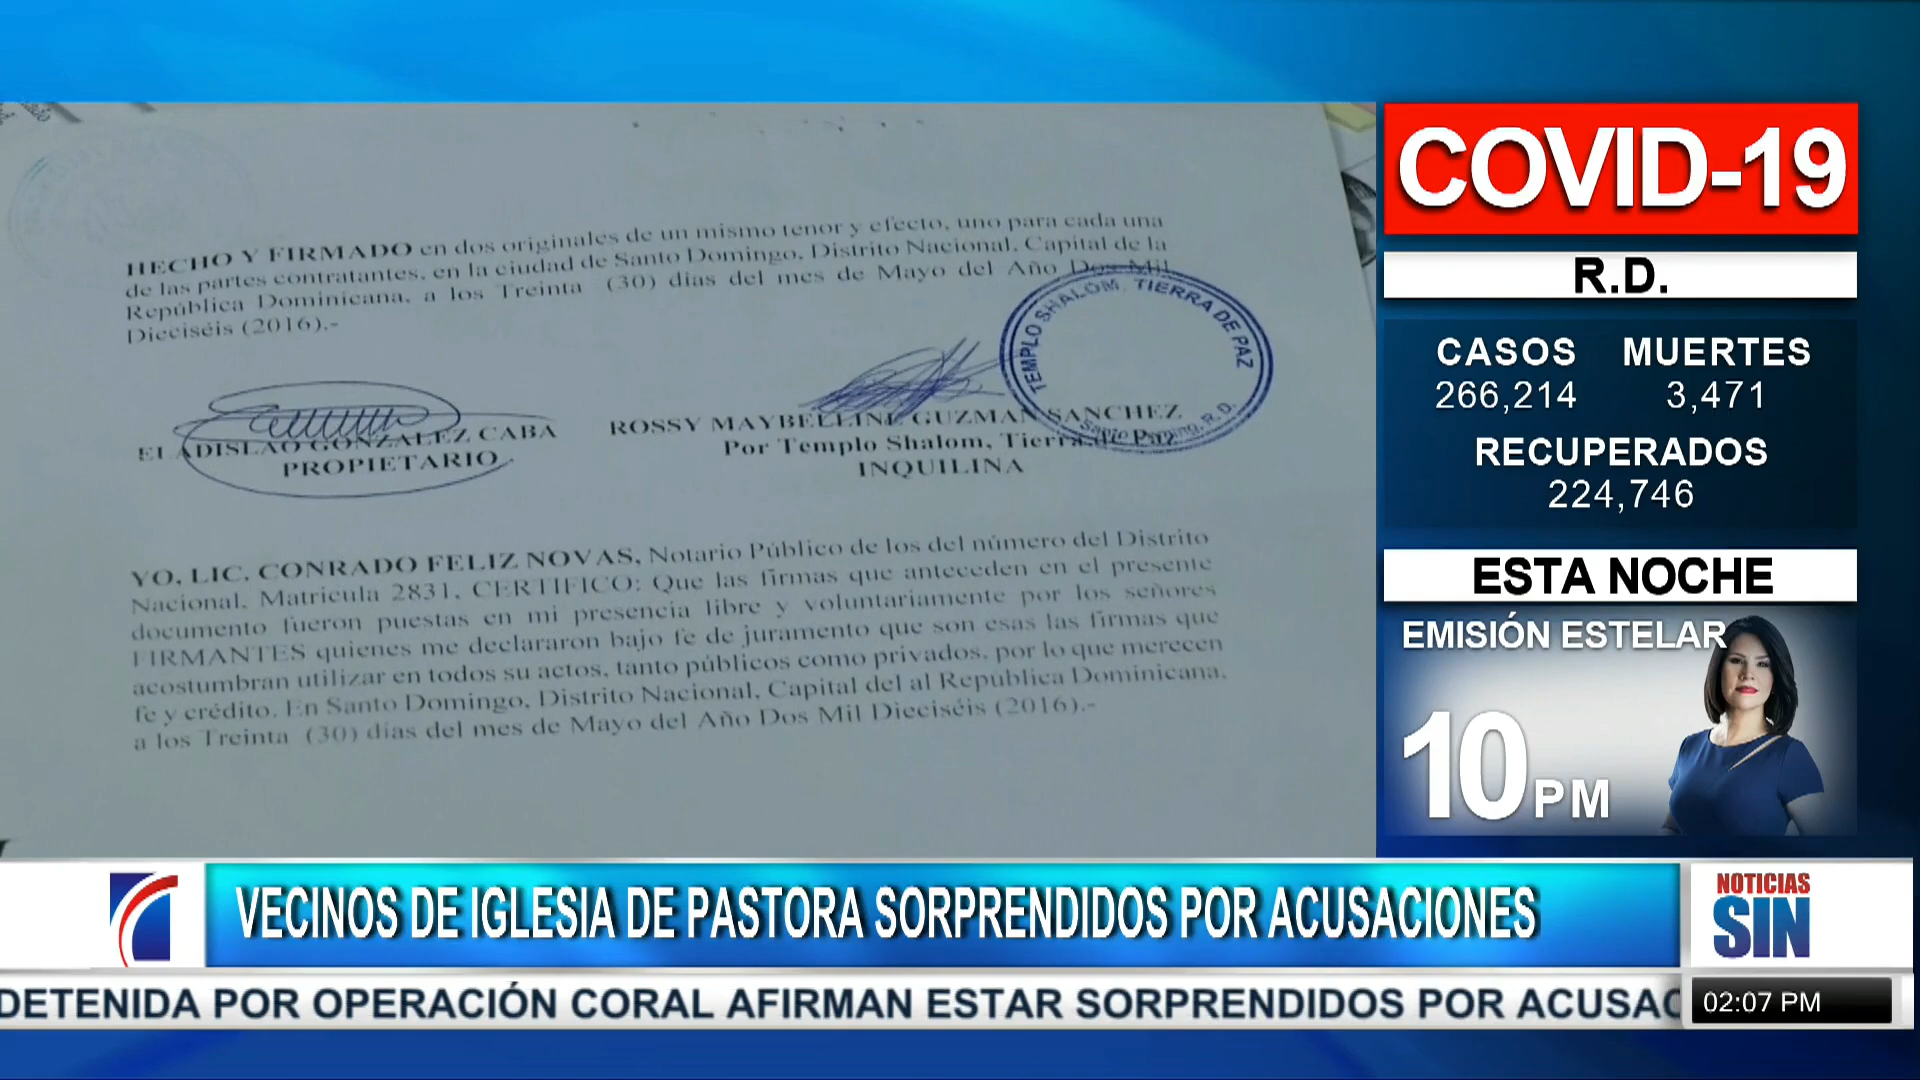 HECHO Y FIRMADO en dos originales de un mismo tenor y efecto, uno para cada una
de las partes contratantes, en la ciudad de Santo Domingo, Distrito Nacional, Capital de la
República Dominicana, a los Treinta (30) días del mes de Mayo del Año Dos Mil
Dieciséis (2016).-
TEMPLO SHALOM, TIERRA DE PAZ
Santo Domingo, R.D.
ELADISLAO GONZALEZ CABA
PROPIETARIO
ROSSY MAYBELLINE GUZMAN SANCHEZ
Por Templo Shalom, Tierra de Paz
INQUILINA
YO, LIC. CONRADO FELIZ NOVAS, Notario Público de los del número del Distrito
Nacional, Matricula 2831, CERTIFICO: Que las firmas que anteceden en el presente
documento fueron puestas en mi presencia libre y voluntariamente por los señores
FIRMANTES quienes me declararon bajo fe de juramento que son esas las firmas que
acostumbran utilizar en todos su actos, tanto públicos como privados, por lo que merecen
fe y crédito. En Santo Domingo, Distrito Nacional, Capital del al República Dominicana,
a los Treinta (30) días del mes de Mayo del Año Dos Mil Dieciséis (2016).-
COVID-19
R.D.
CASOS MUERTES
266,214 3,471
RECUPERADOS
224,746
ESTA NOCHE
EMISIÓN ESTELAR
10 PM
VECINOS DE IGLESIA DE PASTORA SORPRENDIDOS POR ACUSACIONES
NOTICIAS
SIN
DETENIDA POR OPERACIÓN CORAL AFIRMAN ESTAR SORPRENDIDOS POR ACUSAC
02:07 PM